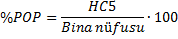 %POP = HC5 / Bina nüfusu · 100